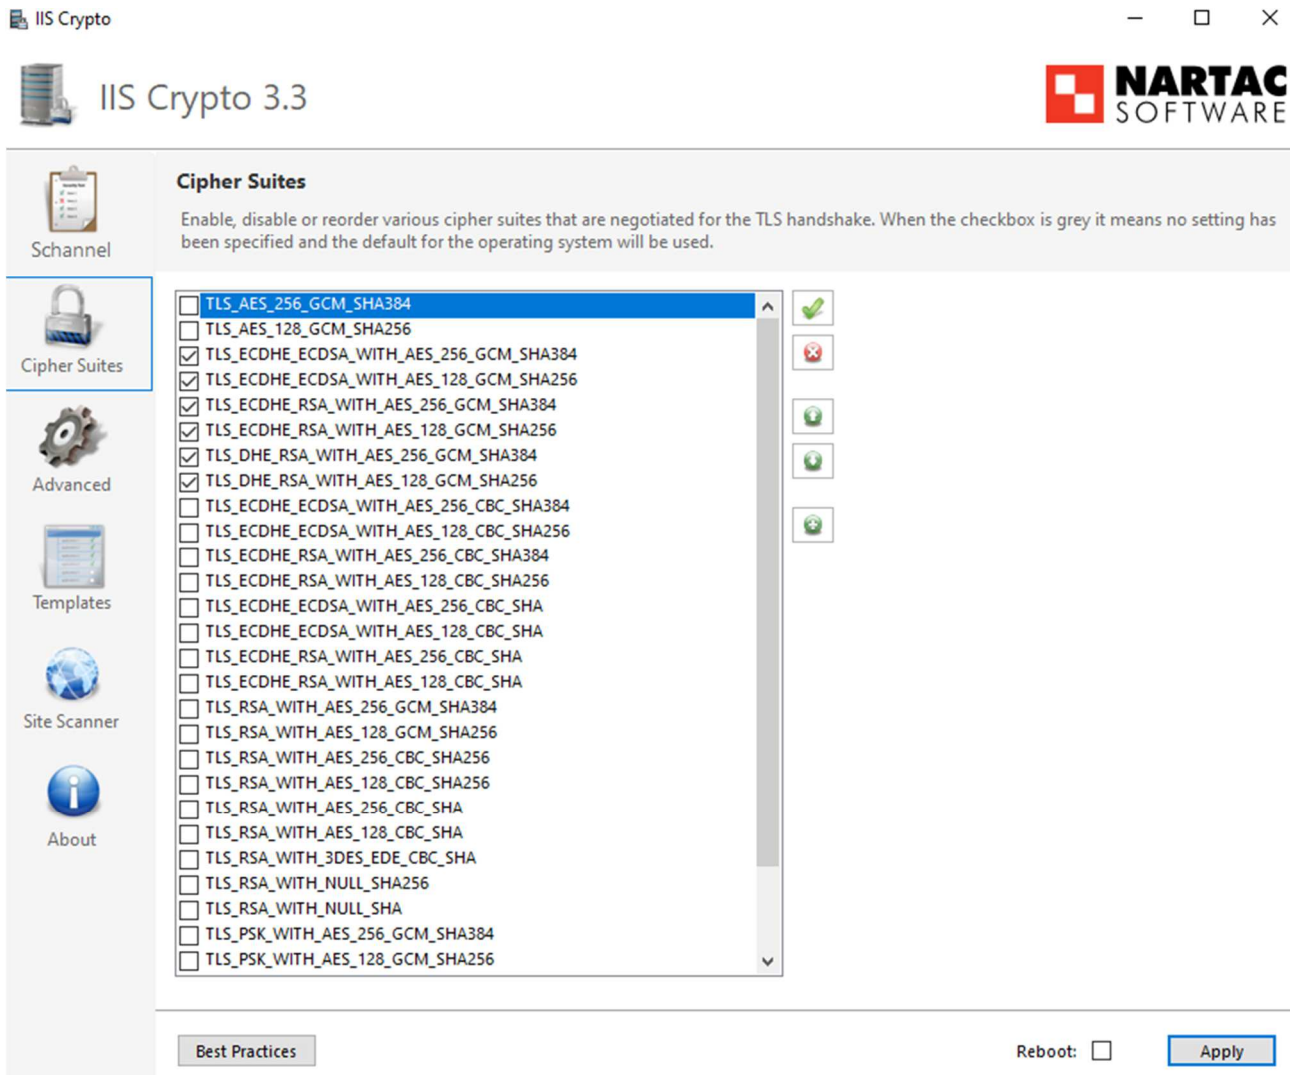 IIS Crypto
IIS Crypto 3.3
NARTAC
SOFTWARE
Schannel
Cipher Suites
Advanced
Templates
Site Scanner
About
Cipher Suites
Enable, disable or reorder various cipher suites that are negotiated for the TLS handshake. When the checkbox is grey it means no setting has
been specified and the default for the operating system will be used.
TLS_AES_256_GCM_SHA384
TLS_AES_128_GCM_SHA256
TLS_ECDHE_ECDSA_WITH_AES_256_GCM_SHA384
TLS_ECDHE_ECDSA_WITH_AES_128_GCM_SHA256
TLS_ECDHE_RSA_WITH_AES_256_GCM_SHA384
TLS_ECDHE_RSA_WITH_AES_128_GCM_SHA256
TLS_DHE_RSA_WITH_AES_256_GCM_SHA384
TLS_DHE_RSA_WITH_AES_128_GCM_SHA256
TLS_ECDHE_ECDSA_WITH_AES_256_CBC_SHA384
TLS_ECDHE_ECDSA_WITH_AES_128_CBC_SHA256
TLS_ECDHE_RSA_WITH_AES_256_CBC_SHA384
TLS_ECDHE_RSA_WITH_AES_128_CBC_SHA256
TLS_ECDHE_ECDSA_WITH_AES_256_CBC_SHA
TLS_ECDHE_ECDSA_WITH_AES_128_CBC_SHA
TLS_ECDHE_RSA_WITH_AES_256_CBC_SHA
TLS_ECDHE_RSA_WITH_AES_128_CBC_SHA
TLS_RSA_WITH_AES_256_GCM_SHA384
TLS_RSA_WITH_AES_128_GCM_SHA256
TLS_RSA_WITH_AES_256_CBC_SHA256
TLS_RSA_WITH_AES_128_CBC_SHA256
TLS_RSA_WITH_AES_256_CBC_SHA
TLS_RSA_WITH_AES_128_CBC_SHA
TLS_RSA_WITH_3DES_EDE_CBC_SHA
TLS_RSA_WITH_NULL_SHA256
TLS_RSA_WITH_NULL_SHA
TLS_PSK_WITH_AES_256_GCM_SHA384
TLS_PSK_WITH_AES_128_GCM_SHA256
Best Practices
Reboot:
Apply